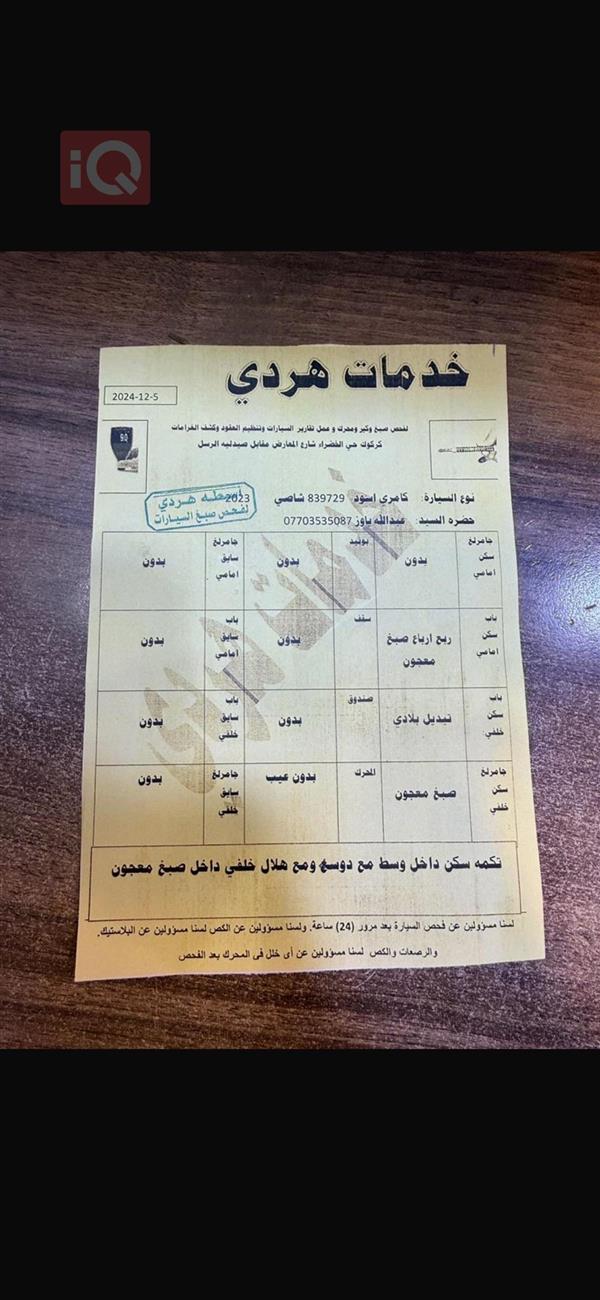 iQ
خدمات هردي
2024-12-5
لفحص صبغ وكير ومحرك و عمل تقارير السيارات وتنظيم العقود وكشف الغرامات
كركوك حي الخضراء شارع المعارض مقابل صيدليه الرسل
نوع السيارة: كامري اسود 839729 شاصي 2023
حضره السيد: عبدالله باوز 07703535087
هردي
لفحص صبغ السيارات
جامرلغ سكن امامي بدون بونيد بدون جامرلغ سابق امامي بدون
باب سكن امامي ربع ارباع صبغ معجون سقف بدون باب سابق امامي بدون
باب سكن خلفي تبديل بلادي صندوق بدون باب سابق خلفي بدون
جامرلغ سكن خلفي صبغ معجون المحرك بدون عيب جامرلغ سابق خلفي بدون
تكمه سكن داخل وسط مع دوسه ومع هلال خلفي داخل صبغ معجون
لسنا مسؤولين عن فحص السيارة بعد مرور (24) ساعة. ولسنا مسؤولين عن الكص لسنا مسؤولين عن البلاستيك.
والرصعات والكص لسنا مسؤولين عن أى خلل فى المحرك بعد الفحص